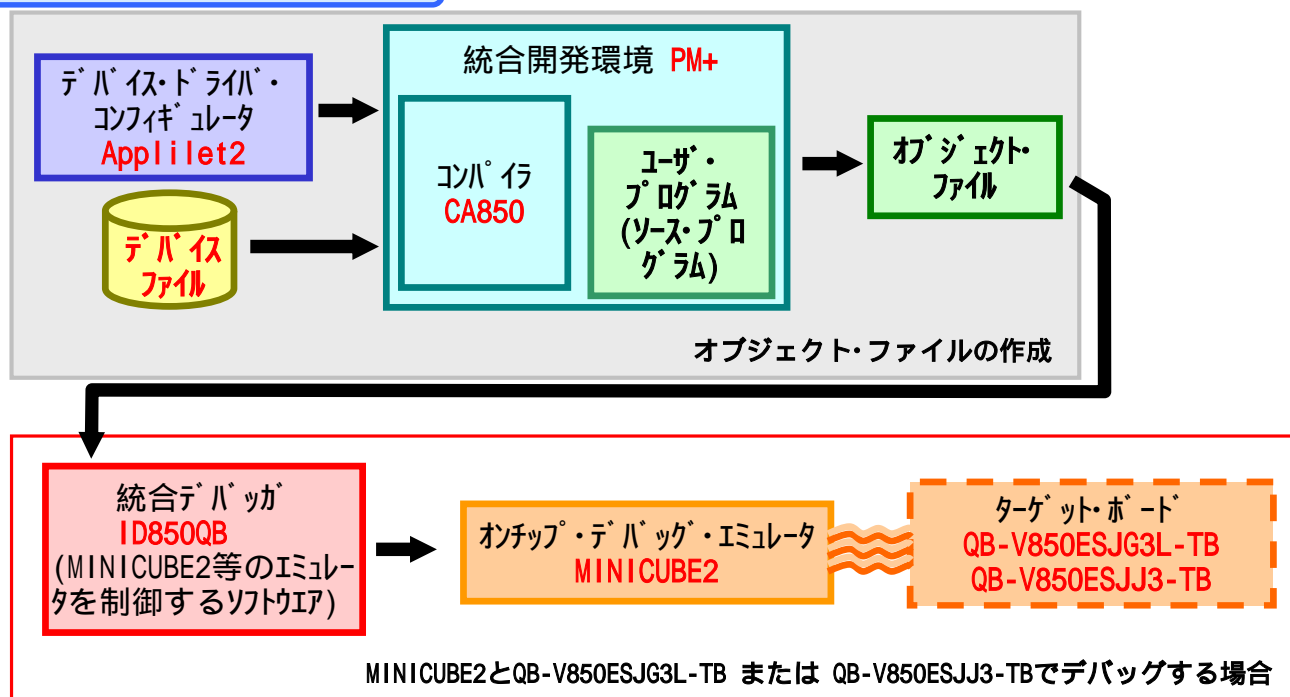 デバイス・ドライバ・
コンフィギュレータ
Applilet2
デバイス
ファイル
統合開発環境 PM+
コンパイラ
CA850
ユーザ・
プログラム
(ソース・プロ
グラム)
オブジェクト・
ファイル
オブジェクト・ファイルの作成
統合デバッガ
ID850QB
(MINICUBE2等のエミュレー
タを制御するソフトウエア)
オンチップ・デバッグ・エミュレータ
MINICUBE2
ターゲット・ボード
QB-V850ESJG3L-TB
QB-V850ESJJ3-TB
MINICUBE2とQB-V850ESJG3L-TB または QB-V850ESJJ3-TBでデバッグする場合